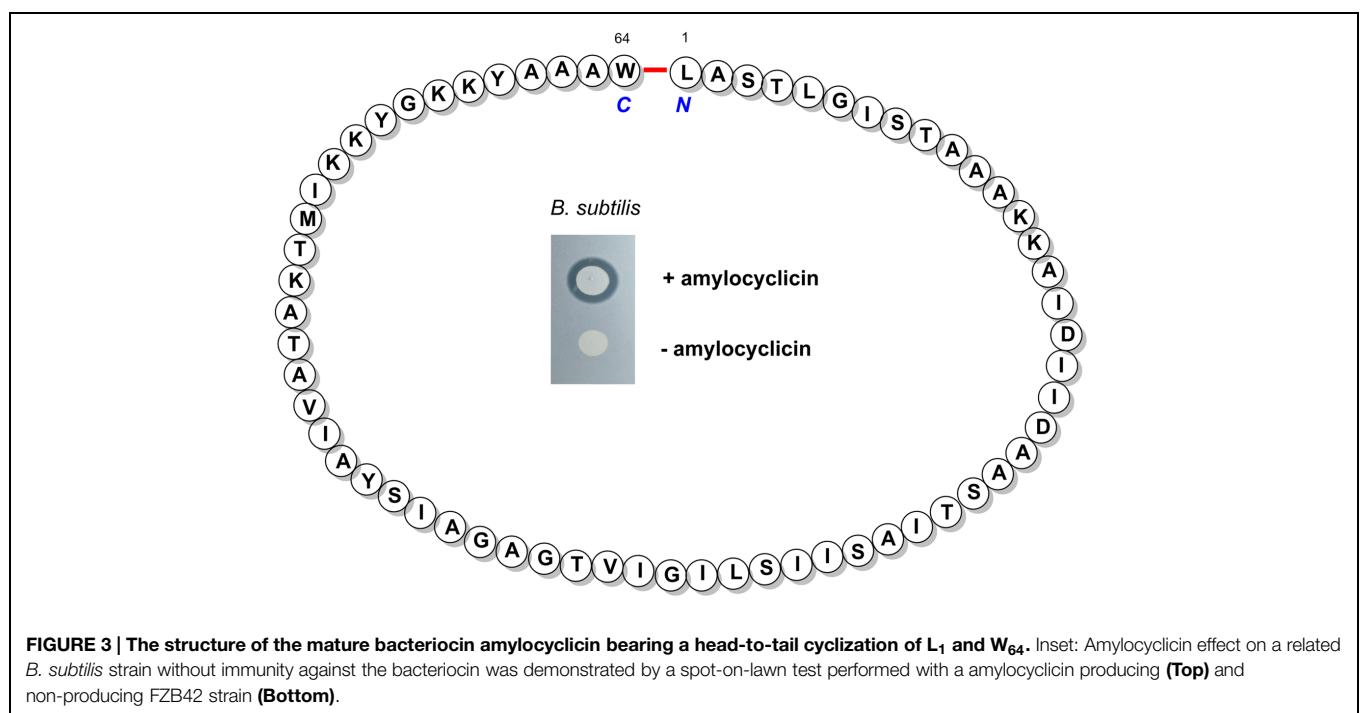 64 1
W L A S T L G I S T A A A K K A I D I I D A A S T I A S I I S L I G I V T G A G A I S Y A I V A T A K T M I K K Y G K K Y A A A
C N
B. subtilis
+ amylocyclicin
- amylocyclicin
FIGURE 3 | The structure of the mature bacteriocin amylocyclicin bearing a head-to-tail cyclization of L1 and W64. Inset: Amylocyclicin effect on a related
B. subtilis strain without immunity against the bacteriocin was demonstrated by a spot-on-lawn test performed with a amylocyclicin producing (Top) and
non-producing FZB42 strain (Bottom).